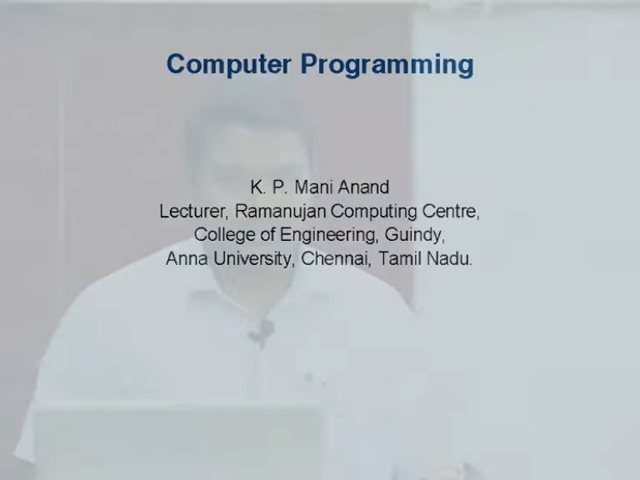 Computer Programming
K. P. Mani Anand
Lecturer, Ramanujan Computing Centre,
College of Engineering, Guindy,
Anna University, Chennai, Tamil Nadu.